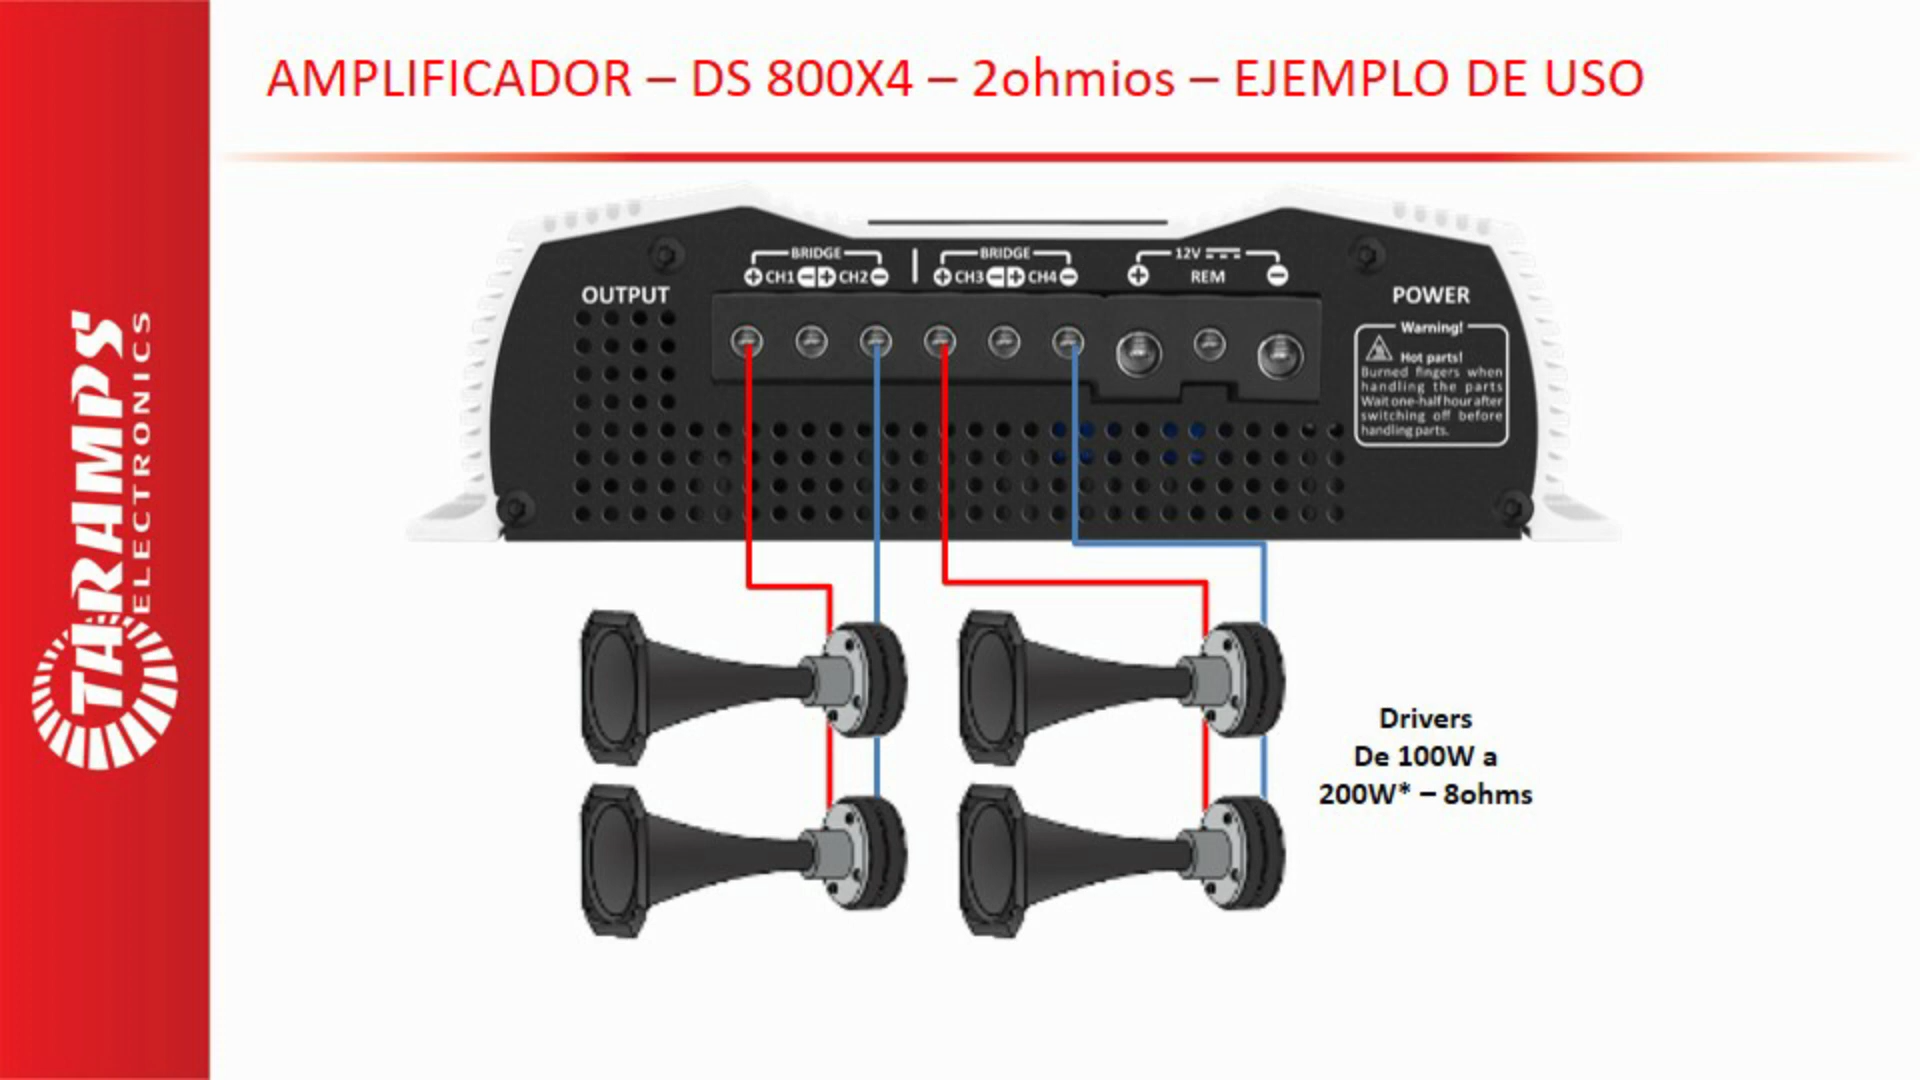 AMPLIFICADOR – DS 800X4 – 2ohmios – EJEMPLO DE USO
TARAMPS
ELECTRONICS
BRIDGE
BRIDGE
12V
+ CH1 - + CH2 -
+ CH3 - + CH4 -
+ REM -
OUTPUT
POWER
Warning!
Hot parts!
Burned fingers when
handling the parts
Wait one-half hour after
switching off before
handling parts.
Drivers
De 100W a
200W* – 8ohms